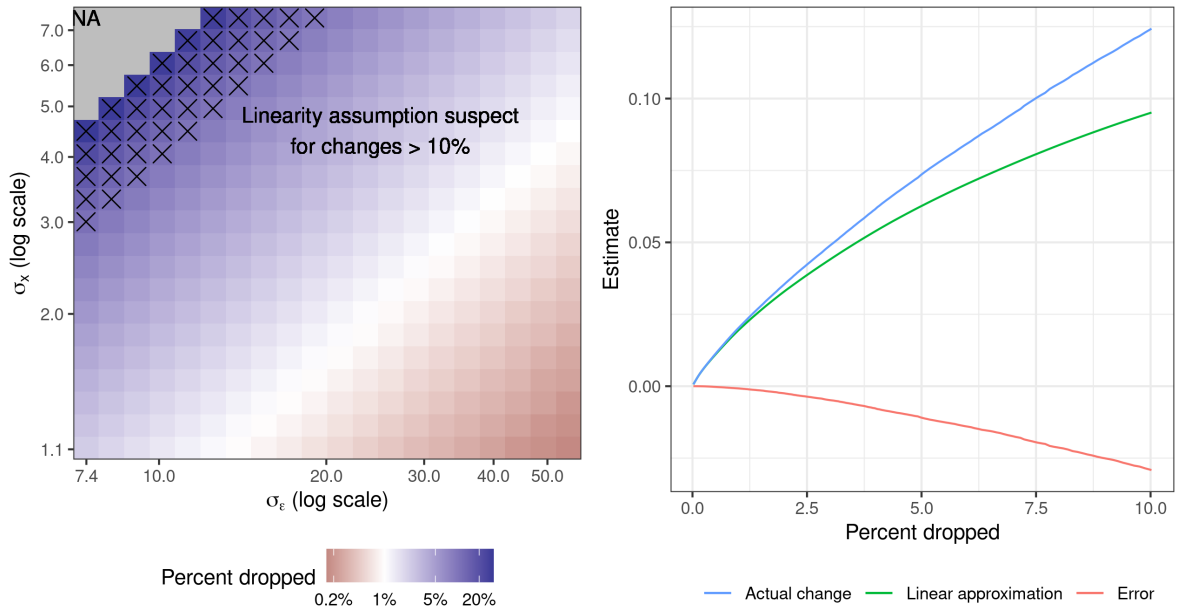 NA
7.0
6.0
5.0
4.0
3.0
2.0
1.1
σx (log scale)
Linearity assumption suspect
for changes > 10%
7.4 10.0 20.0 30.0 40.0 50.0
σε (log scale)
Percent dropped
0.2% 1% 5% 20%
Estimate
0.10
0.05
0.00
0.0 2.5 5.0 7.5 10.0
Percent dropped
Actual change Linear approximation Error